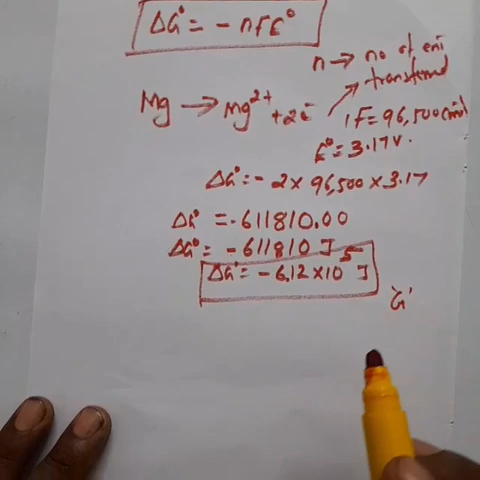 ΔG° = -nFE°
n → no of
transferred
Mg → Mg²⁺ + 2e⁻
1F = 96,500 C/mol
E° = 3.17V.
ΔG° = - 2 × 96,500 × 3.17
ΔG° = -611810.00
ΔG° = -611810 J
ΔG° = -6.12 × 10⁵ J
G'